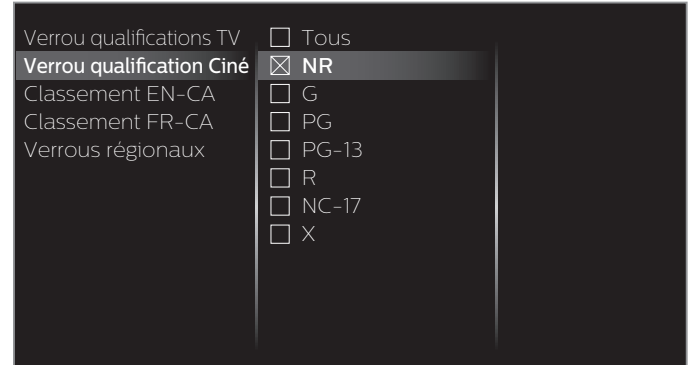 Verrou qualifications TV
Verrou qualification Ciné
Classement EN-CA
Classement FR-CA
Verrous régionaux
Tous
NR
G
PG
PG-13
R
NC-17
X